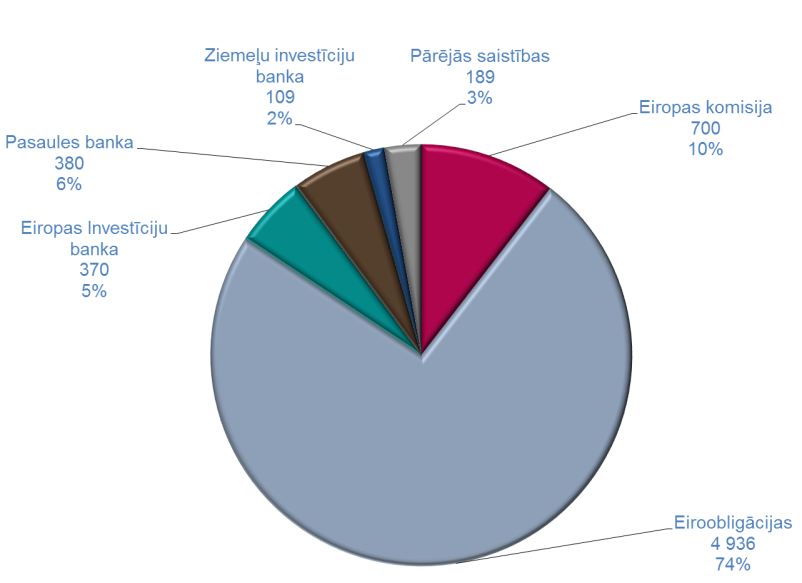 Ziemeļu investīciju
banka
109
2%
Pārējās saistības
189
3%
Eiropas komisija
700
10%
Pasaules banka
380
6%
Eiropas Investīciju
banka
370
5%
Eiroobligācijas
4 936
74%